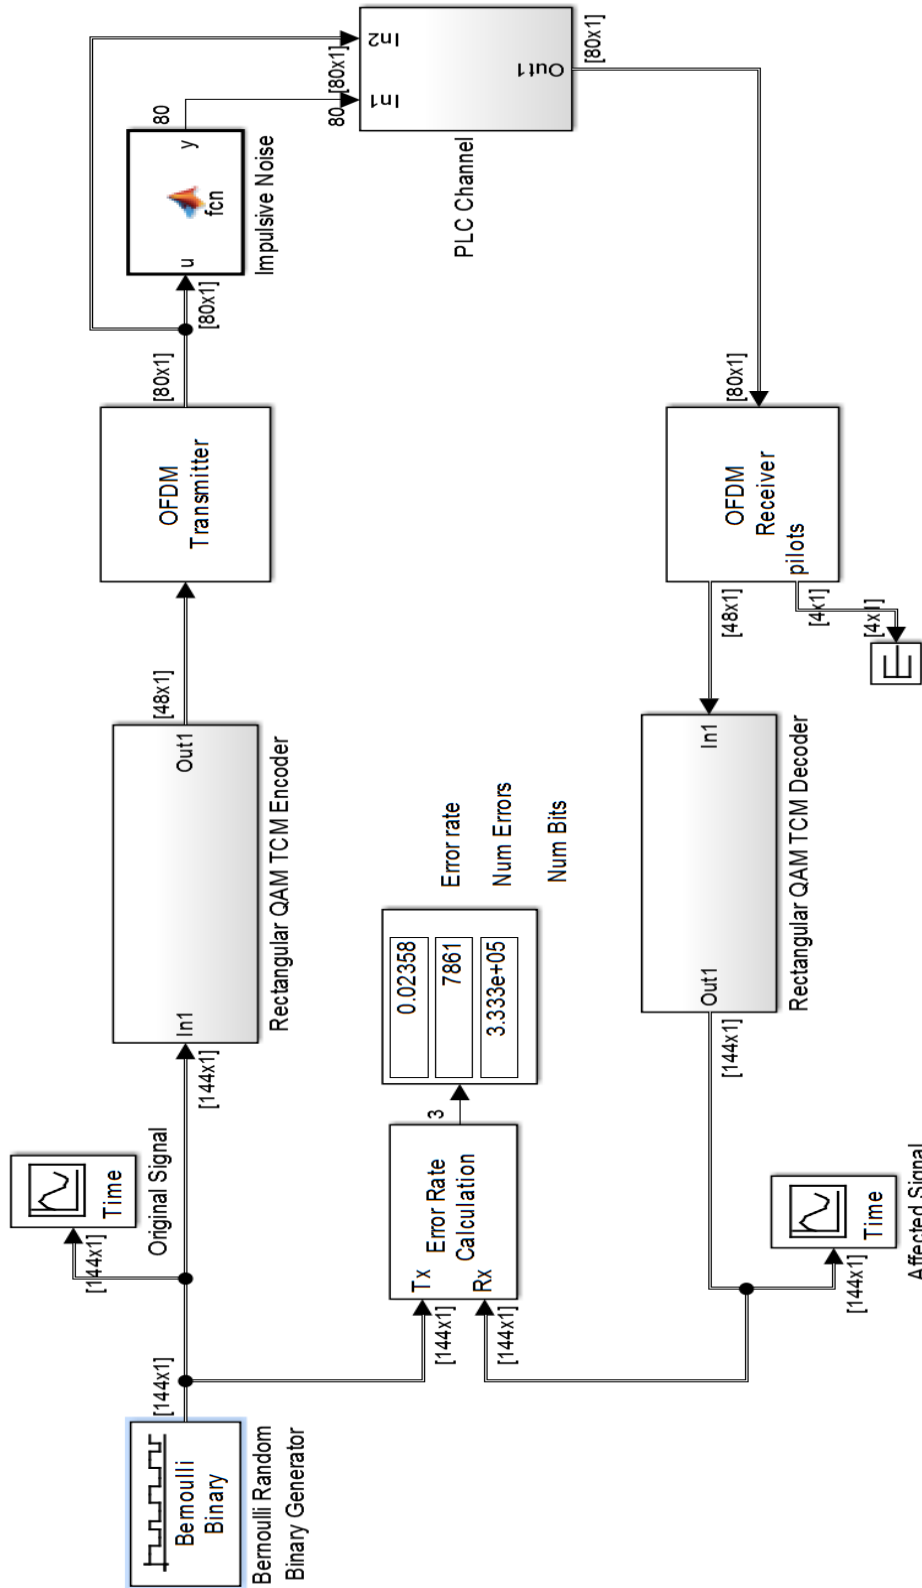 Bernoulli
Binary
Bernoulli Random
Binary Generator
[144x1]
[144x1]
Time
Original Signal
[144x1]
In1
Out1
Rectangular QAM TCM Encoder
[48x1]
OFDM
Transmitter
[80x1]
[80x1]
u
fcn
y
Impulsive Noise
80
80
[80x1]
In2
In1
Out1
PLC Channel
[80x1]
[80x1]
OFDM
Receiver
pilots
[48x1]
[4x1]
[4x1]
In1
Out1
Rectangular QAM TCM Decoder
[144x1]
[144x1]
Time
Affected Signal
[144x1]
[144x1]
Tx
Rx
Error Rate
Calculation
3
0.02358
7861
3.333e+05
Error rate
Num Errors
Num Bits